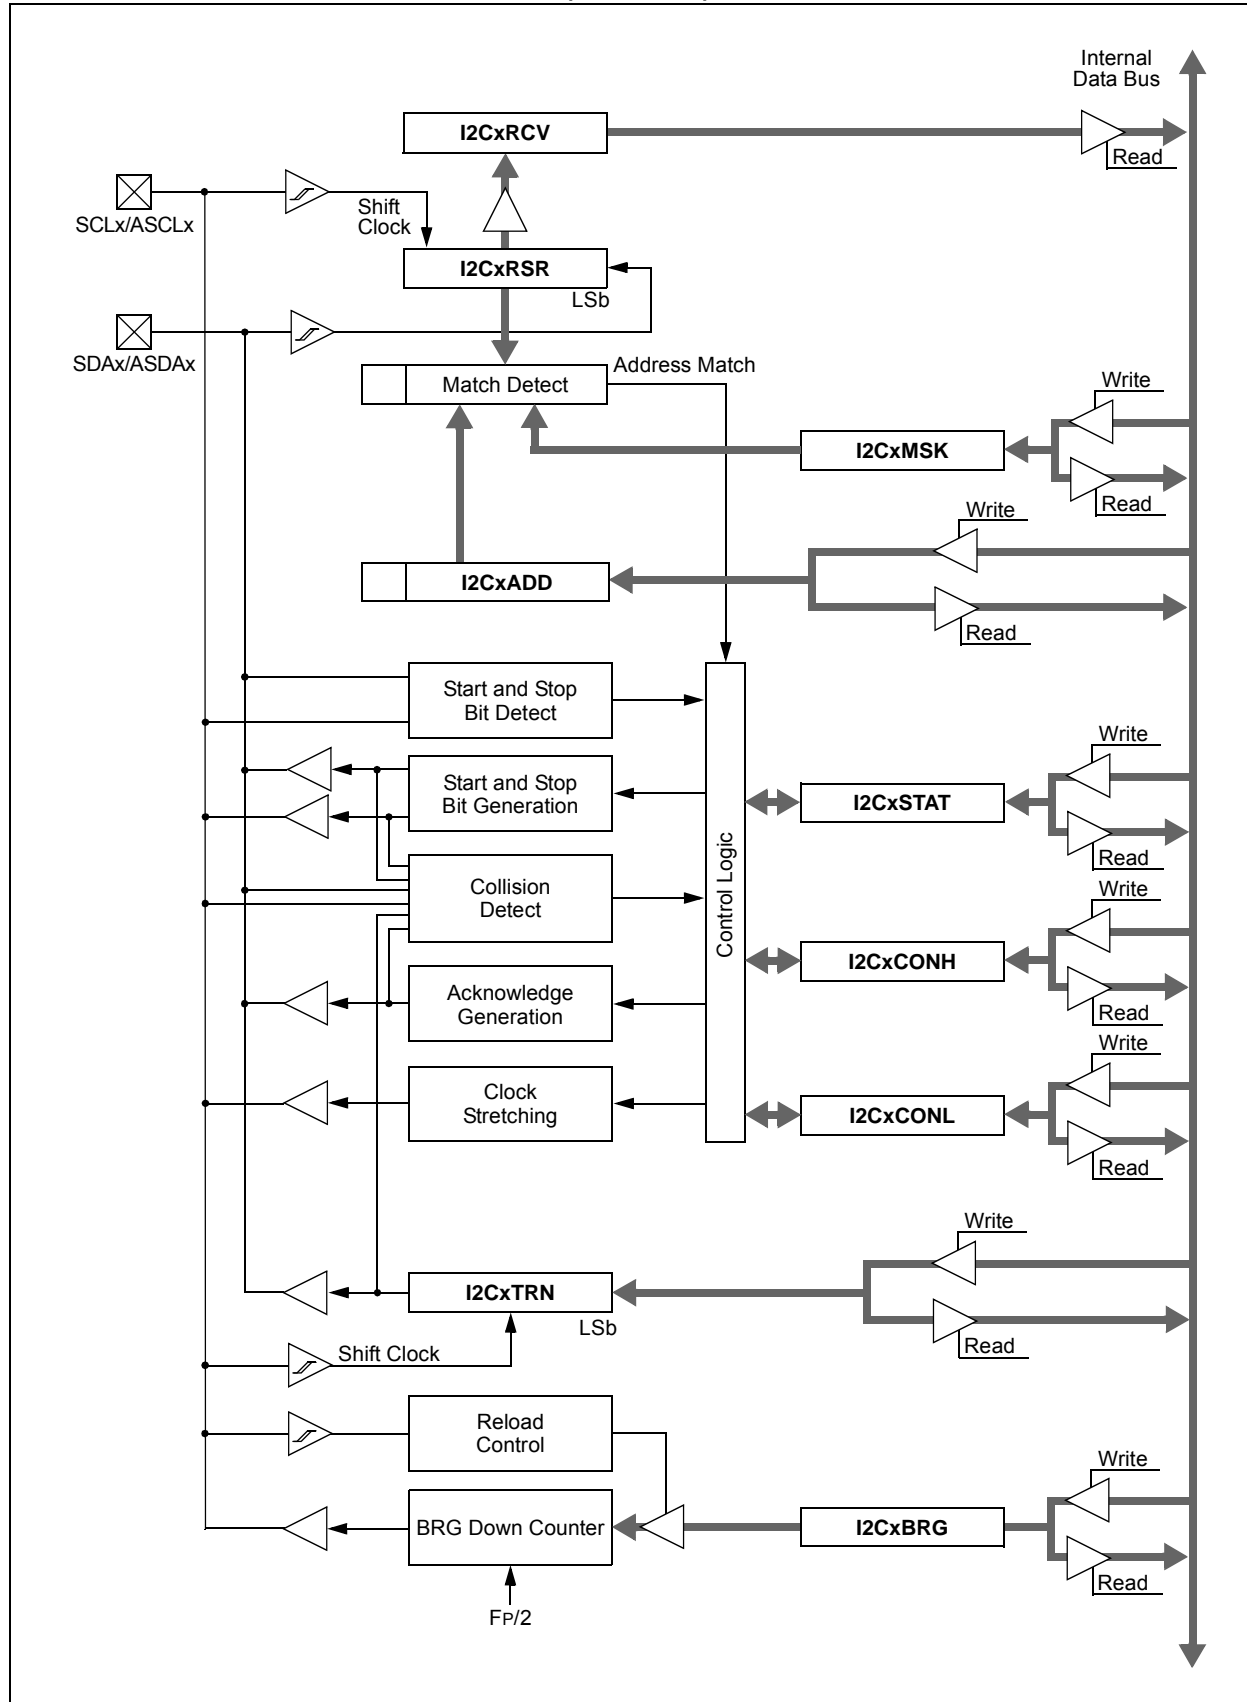 Internal
Data Bus
I2CxRCV
Read
SCLx/ASCLx
Shift
Clock
I2CxRSR
LSb
SDAx/ASDAx
Address Match
Match Detect
Write
I2CxMSK
Read
Write
I2CxADD
Read
Start and Stop
Bit Detect
Write
Start and Stop
Bit Generation
I2CxSTAT
Read
Control Logic
Collision
Detect
Write
I2CxCONH
Acknowledge
Generation
Read
Write
Clock
Stretching
I2CxCONL
Read
Write
I2CxTRN
LSb
Read
Shift Clock
Reload
Control
Write
BRG Down Counter
I2CxBRG
Read
FP/2